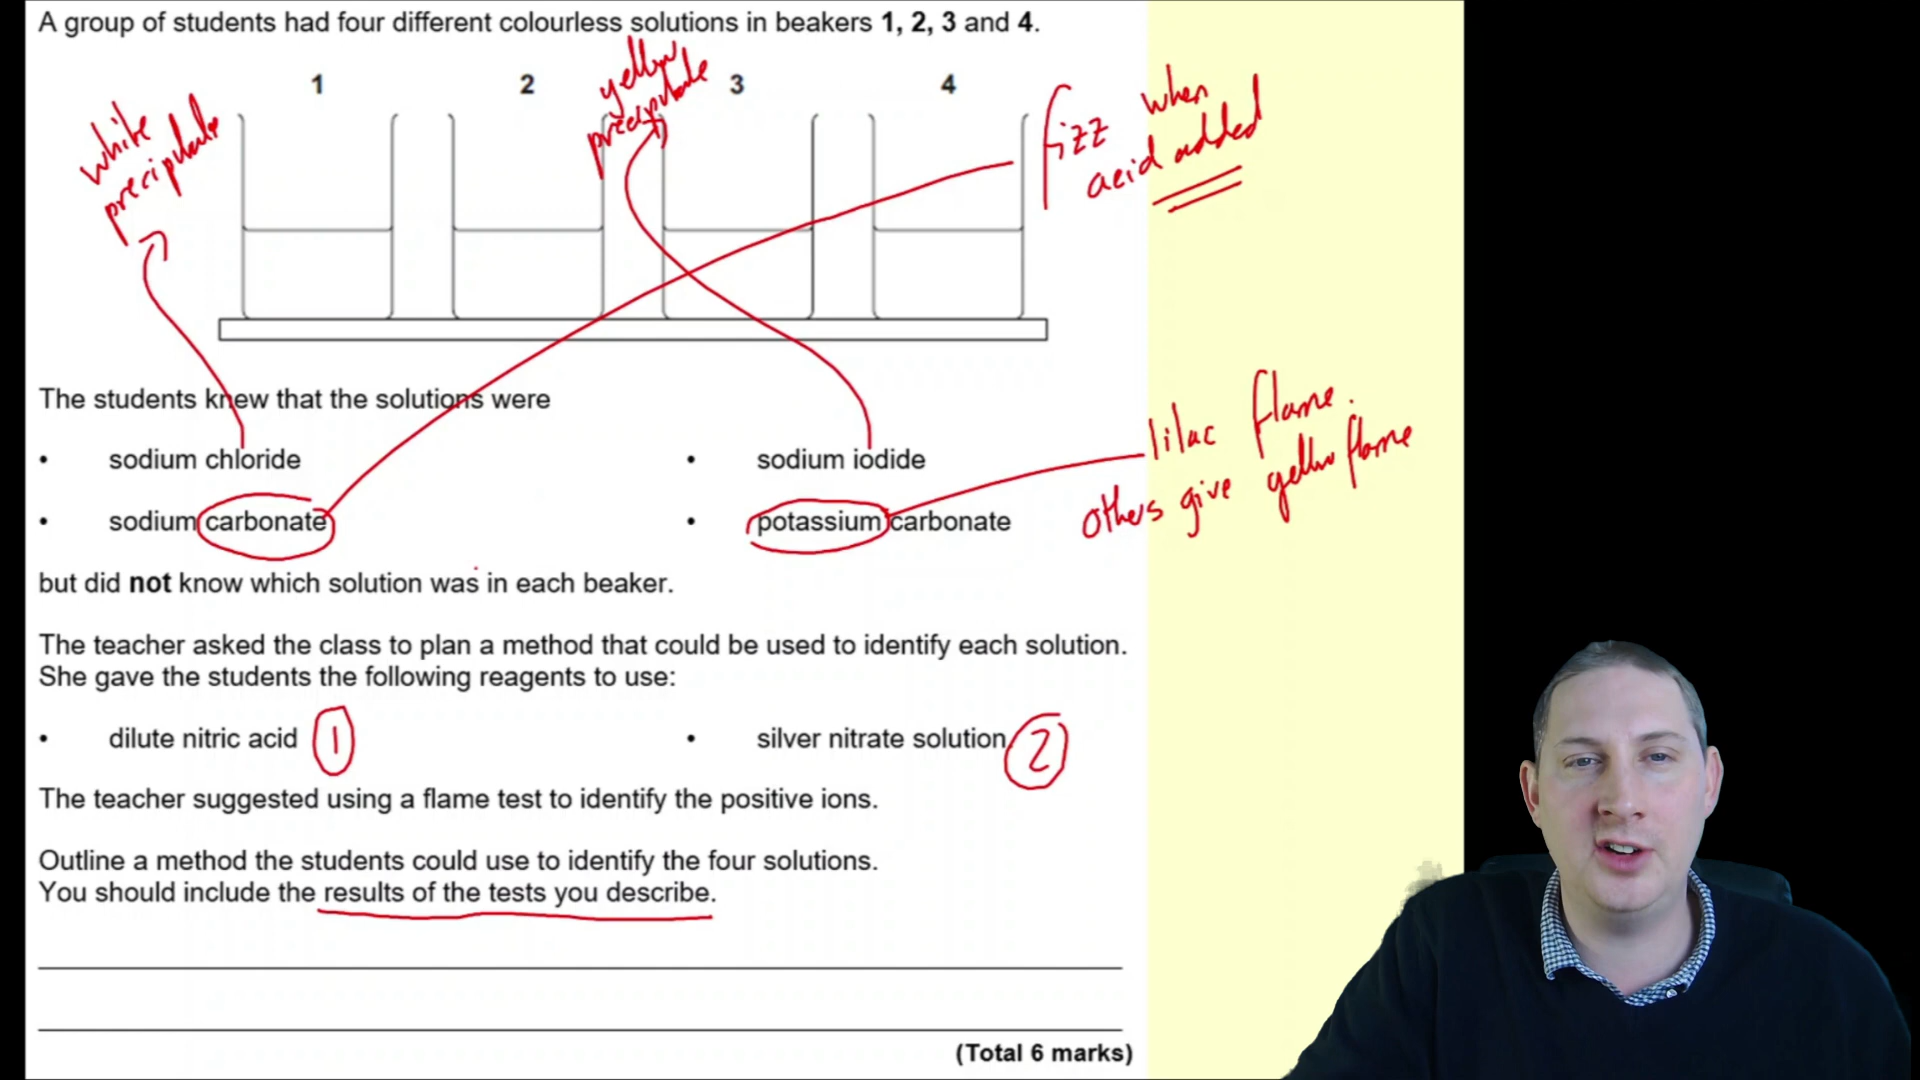 A group of students had four different colourless solutions in beakers 1, 2, 3 and 4.
1 2 3 4
white
precipitate
yellow
precipitate
fizz when
acid added
The students knew that the solutions were
• sodium chloride • sodium iodide
• sodium carbonate • potassium carbonate
lilac flame.
others give yellow flame
but did not know which solution was in each beaker.
The teacher asked the class to plan a method that could be used to identify each solution.
She gave the students the following reagents to use:
• dilute nitric acid 1 • silver nitrate solution 2
The teacher suggested using a flame test to identify the positive ions.
Outline a method the students could use to identify the four solutions.
You should include the results of the tests you describe.
(Total 6 marks)